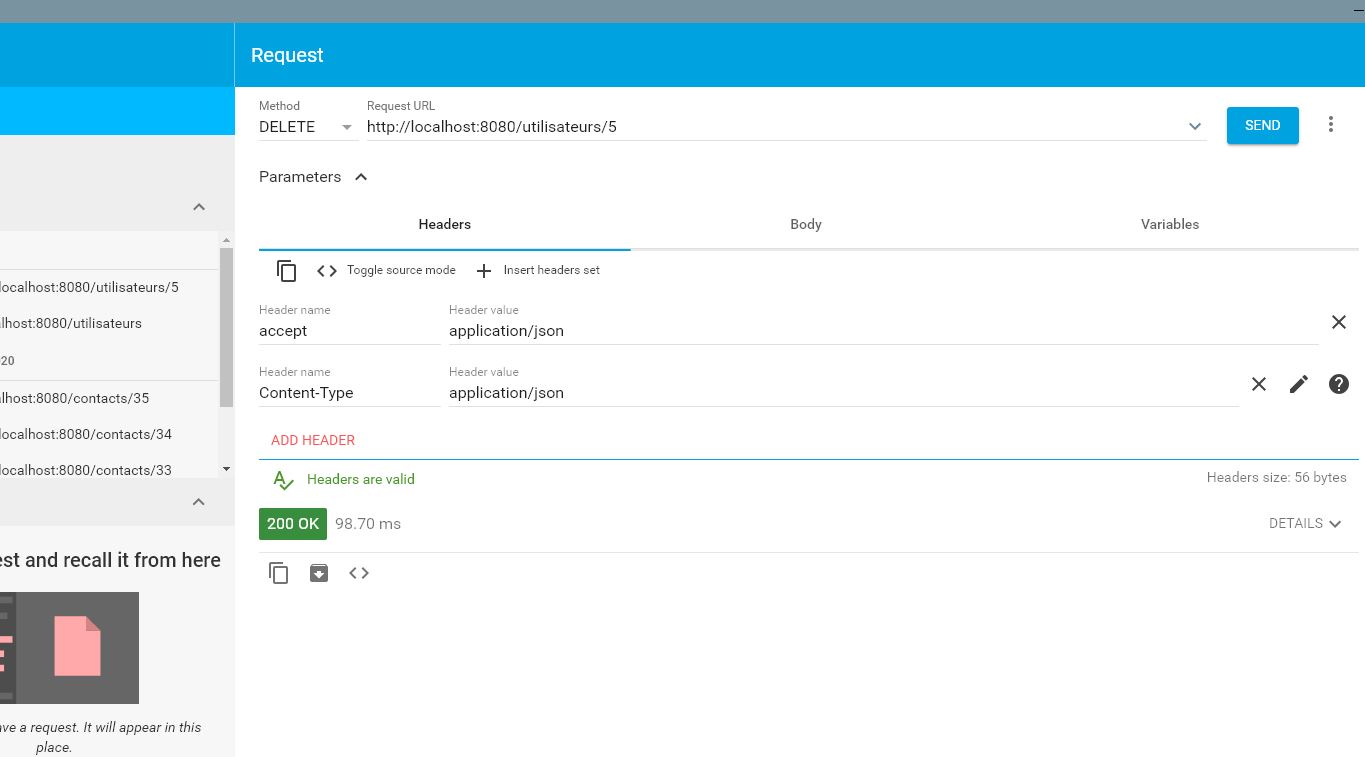 Request
Method
Request URL
DELETE
http://localhost:8080/utilisateurs/5
SEND
Parameters
Headers
Body
Variables
Toggle source mode
Insert headers set
Header name
Header value
accept
application/json
Header name
Header value
Content-Type
application/json
ADD HEADER
Headers are valid
Headers size: 56 bytes
200 OK
98.70 ms
DETAILS
localhost:8080/utilisateurs/5
lhost:8080/utilisateurs
20
lhost:8080/contacts/35
localhost:8080/contacts/34
localhost:8080/contacts/33
est and recall it from here
ave a request. It will appear in this
place.